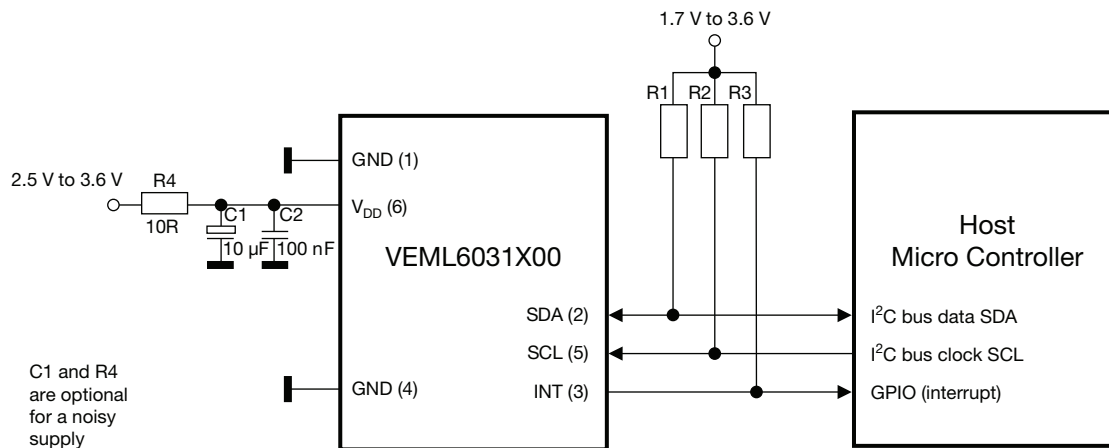 1.7 V to 3.6 V
R1 R2 R3
GND (1)
2.5 V to 3.6 V
R4
10R
C1
10 µF
C2
100 nF
V_DD (6)
VEML6031X00
Host
Micro Controller
SDA (2)
I²C bus data SDA
SCL (5)
I²C bus clock SCL
GND (4)
INT (3)
GPIO (interrupt)
C1 and R4
are optional
for a noisy
supply